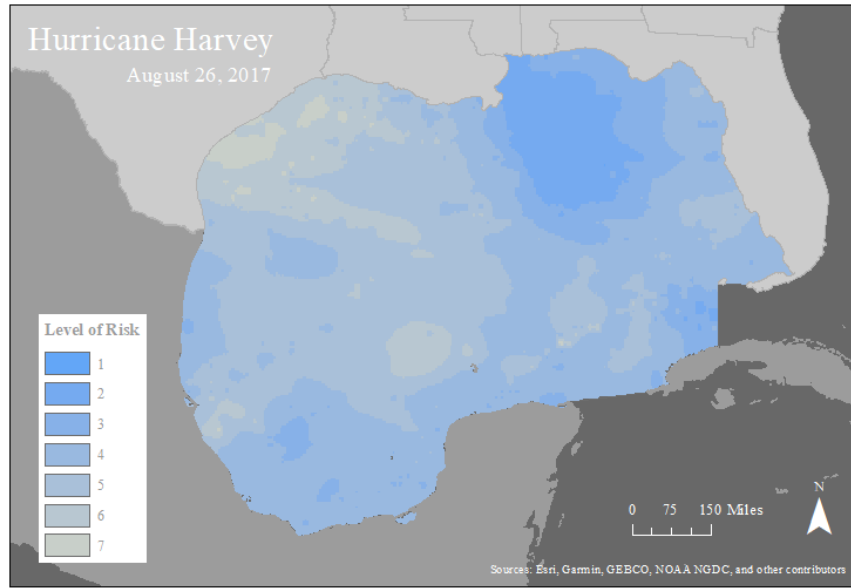 Hurricane Harvey
August 26, 2017
Level of Risk
1
2
3
4
5
6
7
N
0 75 150 Miles
Sources: Esri, Garmin, GEBCO, NOAA NGDC, and other contributors